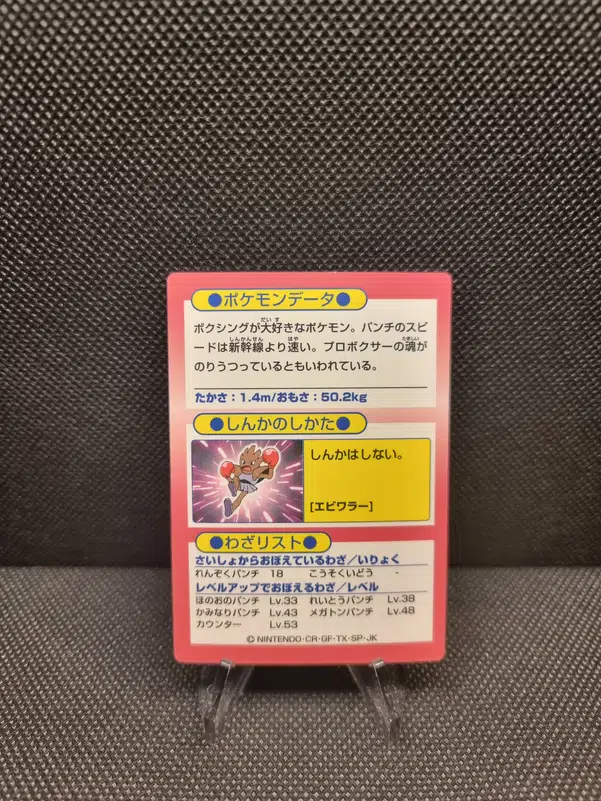 ●ポケモンデータ●
ボクシングが大好きなポケモン。パンチのスピ
ードは新幹線より速い。プロボクサーの魂が
のりうつっているともいわれている。
たかさ：1.4m/おもさ：50.2kg
●しんかのしかた●
しんかはしない。
[エビワラー]
●わざリスト●
さいしょからおぼえているわざ／いりょく
れんぞくパンチ 18 こうそくいどう -
レベルアップでおぼえるわざ／レベル
ほのおのパンチ Lv.33 れいとうパンチ Lv.38
かみなりパンチ Lv.43 メガトンパンチ Lv.48
カウンター Lv.53
© NINTENDO・CR・GF・TX・SP・JK